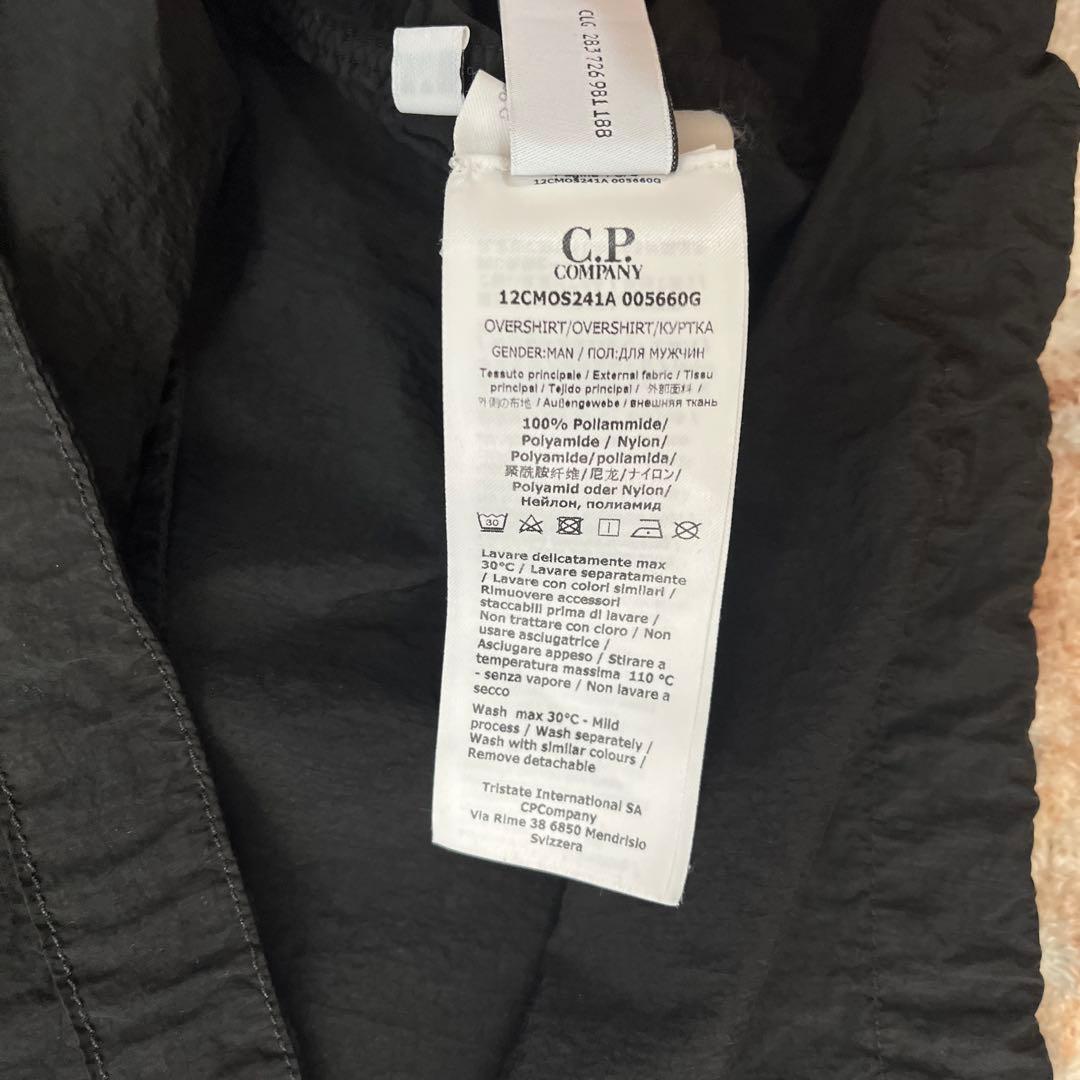 CLG 283726981188
12CMOS241A 005660G
C.P.
COMPANY
12CMOS241A 005660G
OVERSHIRT/OVERSHIRT/КУРТКА
GENDER:MAN / ПОЛ:ДЛЯ МУЖЧИН
Tessuto principale / External fabric / Tissu
principal / Tejido principal / 外部面料 /
外側の布地 / Außengewebe / внешняя ткань
100% Poliammide/
Polyamide / Nylon/
Polyamide/poliamida/
聚酰胺纤维/尼龙/ナイロン/
Polyamid oder Nylon/
Нейлон, полиамид
30
Lavare delicatamente max
30°C / Lavare separatamente
/ Lavare con colori similari /
Rimuovere accessori
staccabili prima di lavare /
Non trattare con cloro / Non
usare asciugatrice /
Asciugare appeso / Stirare a
temperatura massima 110 °C
- senza vapore / Non lavare a
secco
Wash max 30°C - Mild
process / Wash separately /
Wash with similar colours /
Remove detachable
Tristate International SA
CPCompany
Via Rime 38 6850 Mendrisio
Svizzera